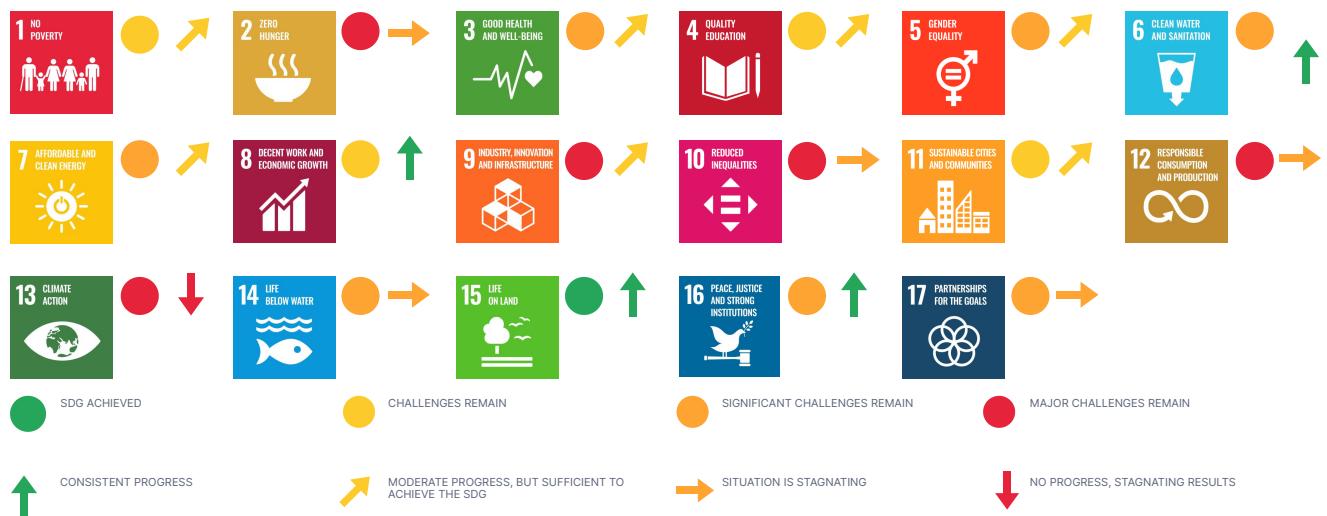 1 NO
POVERTY
2 ZERO
HUNGER
3 GOOD HEALTH
AND WELL-BEING
4 QUALITY
EDUCATION
5 GENDER
EQUALITY
6 CLEAN WATER
AND SANITATION
7 AFFORDABLE AND
CLEAN ENERGY
8 DECENT WORK AND
ECONOMIC GROWTH
9 INDUSTRY, INNOVATION
AND INFRASTRUCTURE
10 REDUCED
INEQUALITIES
11 SUSTAINABLE CITIES
AND COMMUNITIES
12 RESPONSIBLE
CONSUMPTION
AND PRODUCTION
13 CLIMATE
ACTION
14 LIFE
BELOW WATER
15 LIFE
ON LAND
16 PEACE, JUSTICE
AND STRONG
INSTITUTIONS
17 PARTNERSHIPS
FOR THE GOALS
SDG ACHIEVED
CHALLENGES REMAIN
SIGNIFICANT CHALLENGES REMAIN
MAJOR CHALLENGES REMAIN
CONSISTENT PROGRESS
MODERATE PROGRESS, BUT SUFFICIENT TO
ACHIEVE THE SDG
SITUATION IS STAGNATING
NO PROGRESS, STAGNATING RESULTS